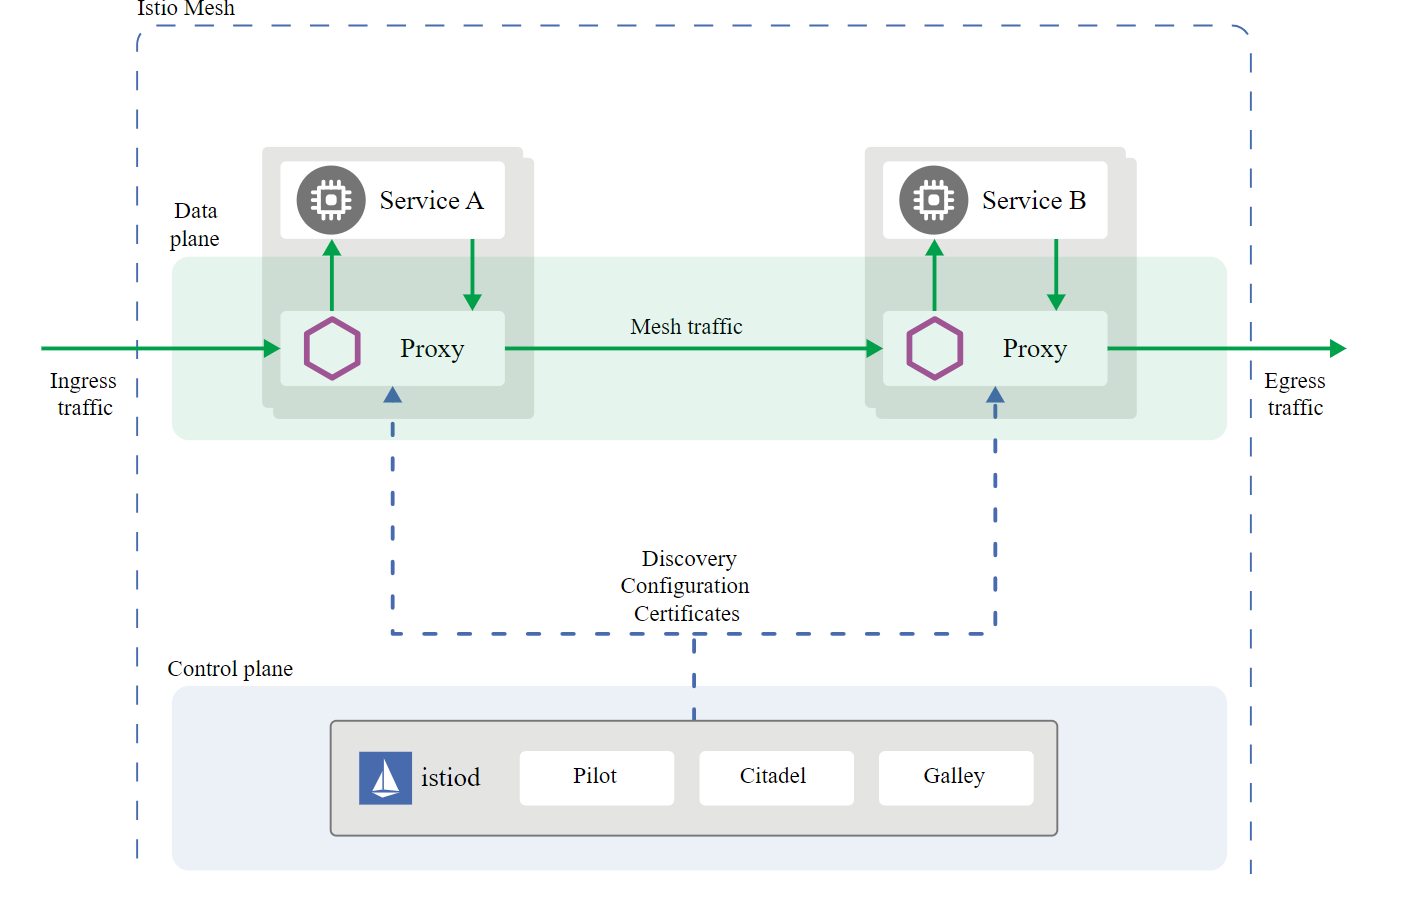 Istio Mesh
Service A
Service B
Data
plane
Mesh traffic
Proxy
Proxy
Ingress
traffic
Egress
traffic
Discovery
Configuration
Certificates
Control plane
istiod
Pilot
Citadel
Galley